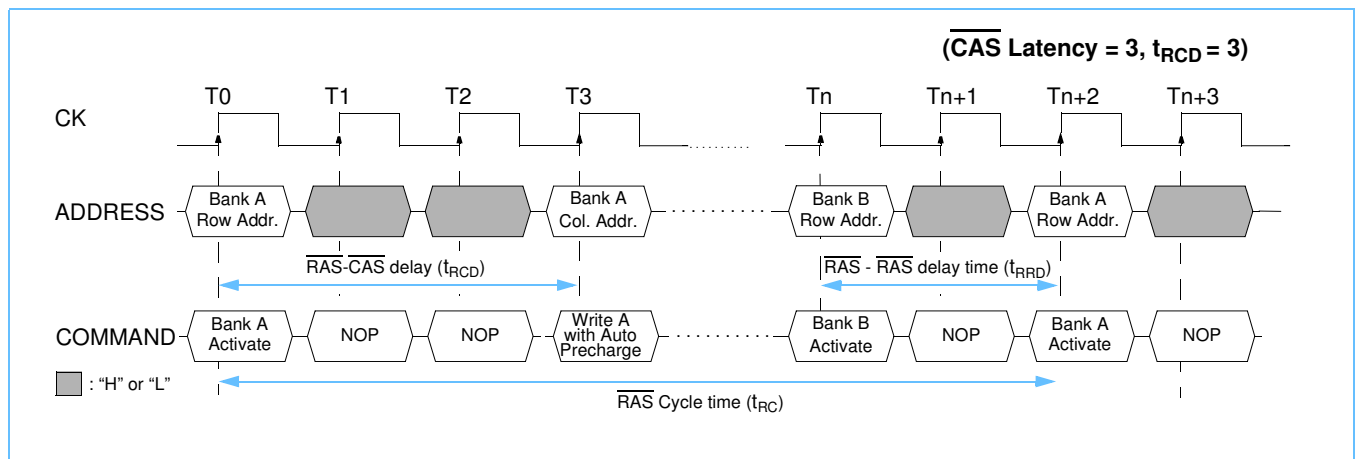 (CAS Latency = 3, tRCD = 3)
T0 T1 T2 T3 Tn Tn+1 Tn+2 Tn+3
CK
ADDRESS
Bank A
Row Addr.
Bank A
Col. Addr.
Bank B
Row Addr.
Bank A
Row Addr.
RAS-CAS delay (tRCD)
RAS - RAS delay time (tRRD)
COMMAND
Bank A
Activate
NOP
NOP
Write A
with Auto
Precharge
Bank B
Activate
NOP
Bank A
Activate
NOP
: “H” or “L”
RAS Cycle time (tRC)